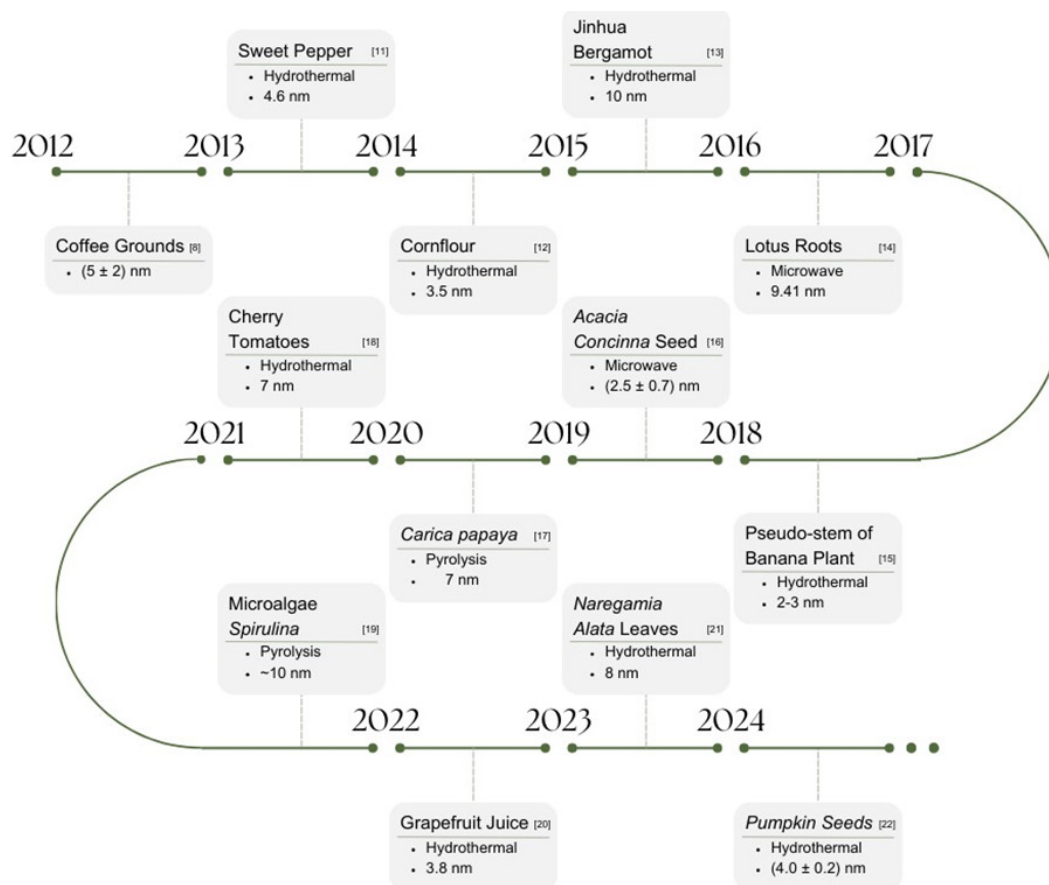 Sweet Pepper [11]
• Hydrothermal
• 4.6 nm
Jinhua
Bergamot [13]
• Hydrothermal
• 10 nm
2012 2013 2014 2015 2016 2017
Coffee Grounds [8]
• (5 ± 2) nm
Cornflour [12]
• Hydrothermal
• 3.5 nm
Lotus Roots [14]
• Microwave
• 9.41 nm
Cherry
Tomatoes [18]
• Hydrothermal
• 7 nm
Acacia
Concinna Seed [16]
• Microwave
• (2.5 ± 0.7) nm
2021 2020 2019 2018
Carica papaya [17]
• Pyrolysis
• 7 nm
Pseudo-stem of
Banana Plant [15]
• Hydrothermal
• 2-3 nm
Microalgae
Spirulina [19]
• Pyrolysis
• ~10 nm
Naregamia
Alata Leaves [21]
• Hydrothermal
• 8 nm
2022 2023 2024
Grapefruit Juice [20]
• Hydrothermal
• 3.8 nm
Pumpkin Seeds [22]
• Hydrothermal
• (4.0 ± 0.2) nm